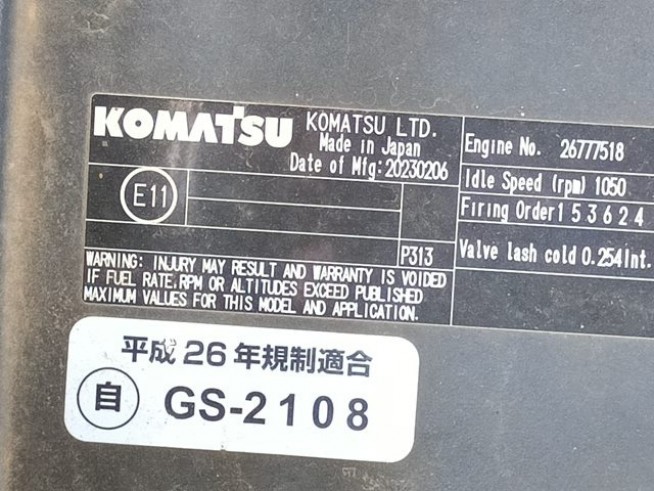 KOMATSU
KOMATSU LTD.
Made in Japan
Date of Mfg:20230206
Engine No. 26777518
Idle Speed (rpm) 1050
Firing Order 1 5 3 6 2 4
Valve lash cold 0.254Int.
E11
P313
WARNING: INJURY MAY RESULT AND WARRANTY IS VOIDED
IF FUEL RATE,RPM OR ALTITUDES EXCEED PUBLISHED
MAXIMUM VALUES FOR THIS MODEL AND APPLICATION.
平成26年規制適合
自 GS-2108